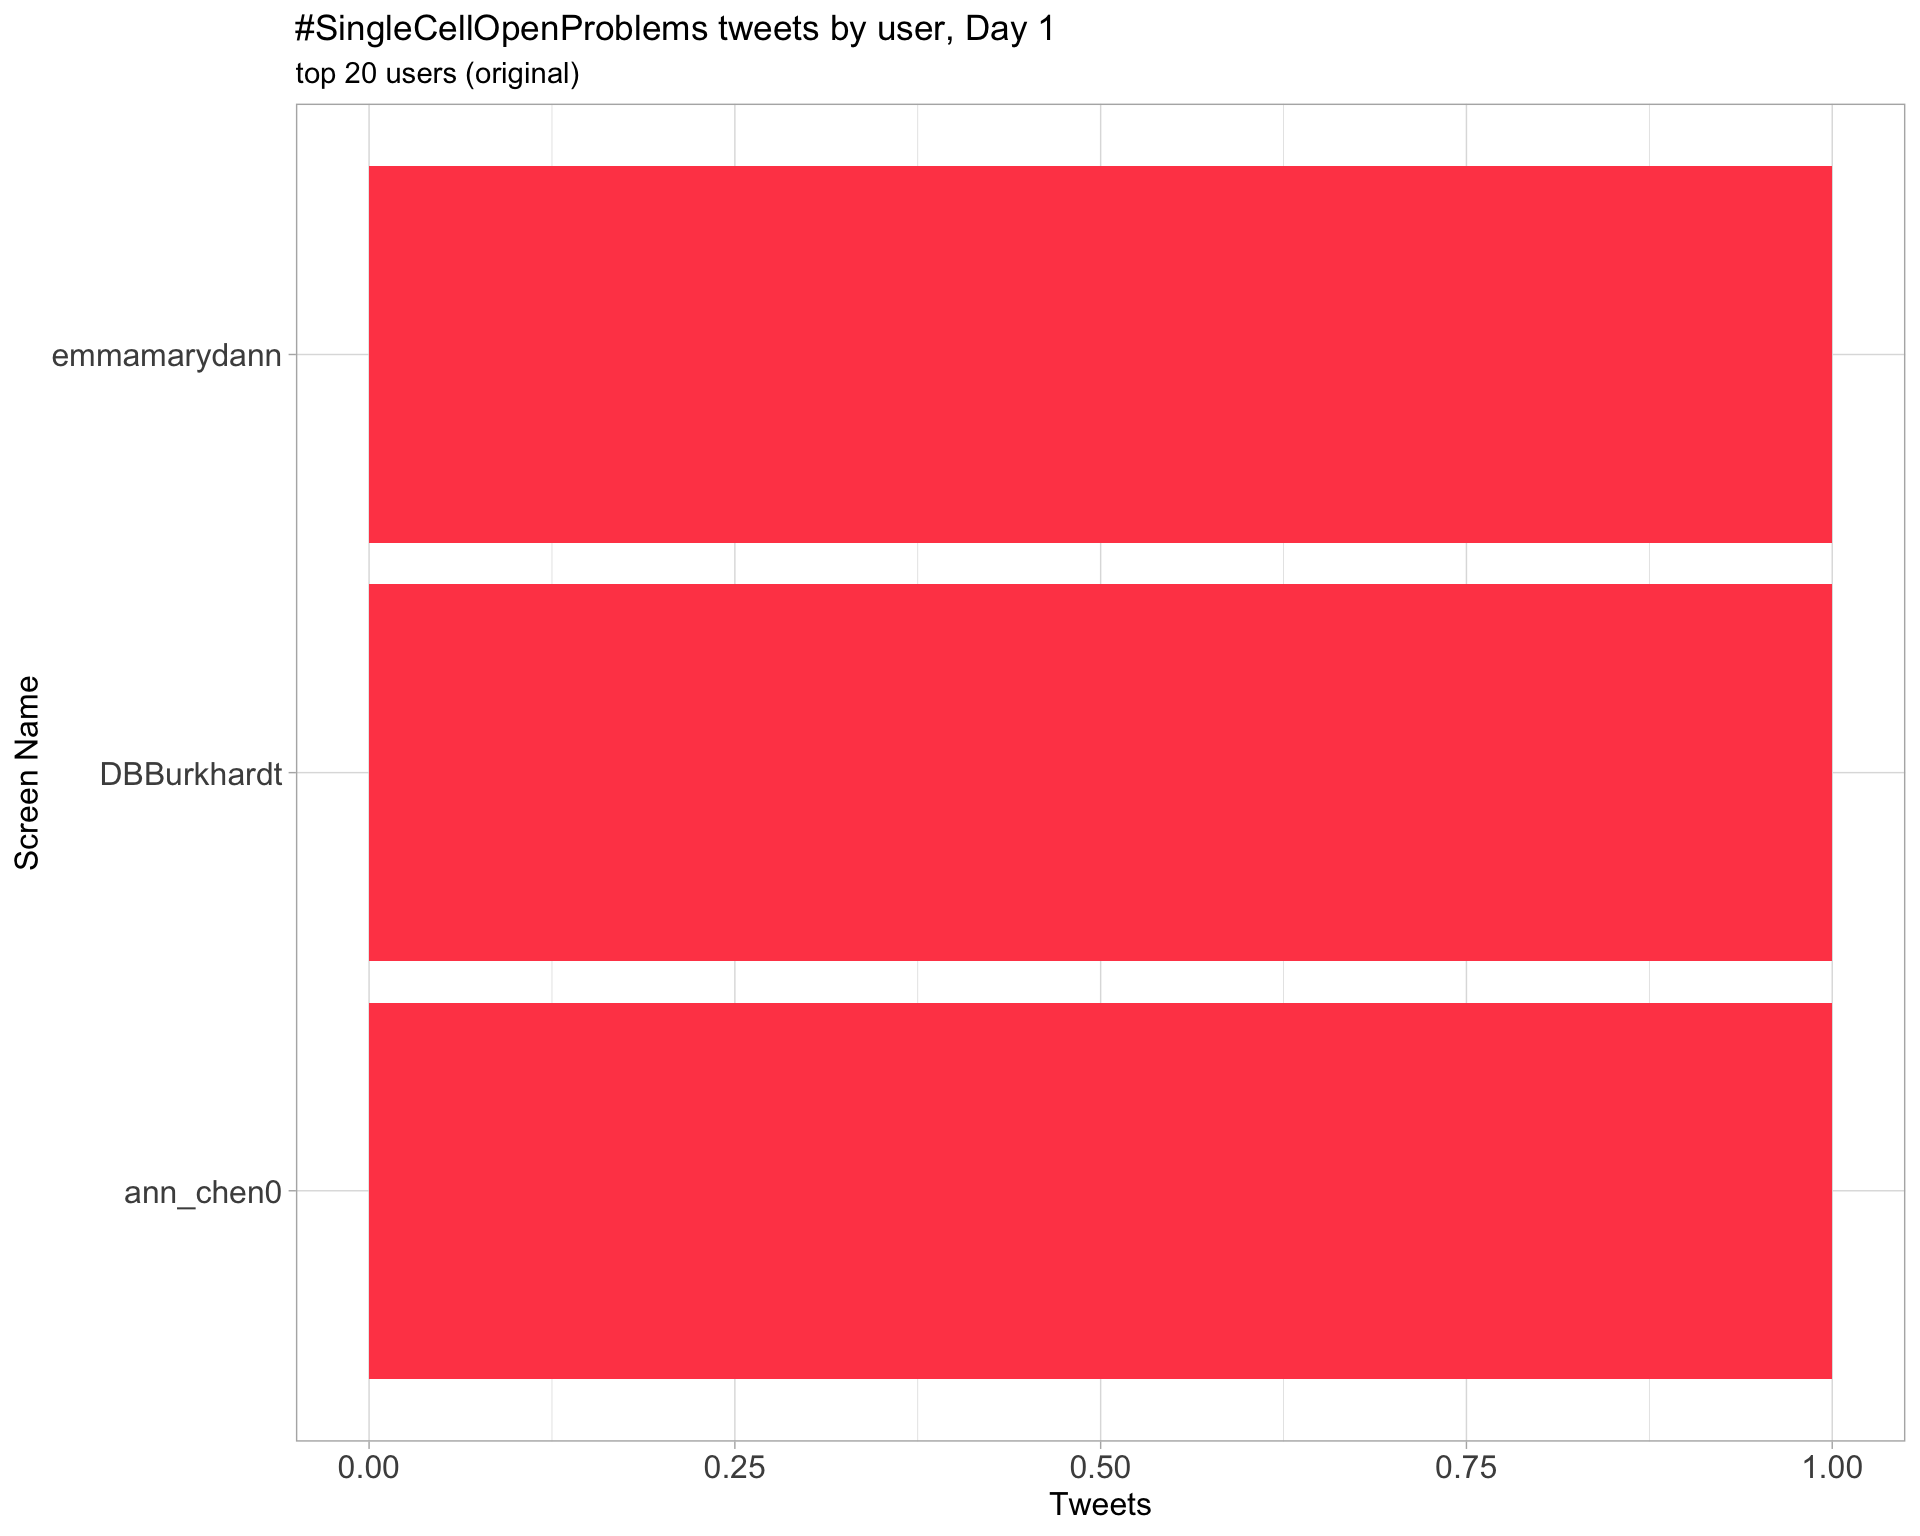 #SingleCellOpenProblems tweets by user, Day 1
top 20 users (original)
emmamarydann
DBBurkhardt
ann_chen0
Screen Name
0.00 0.25 0.50 0.75 1.00
Tweets